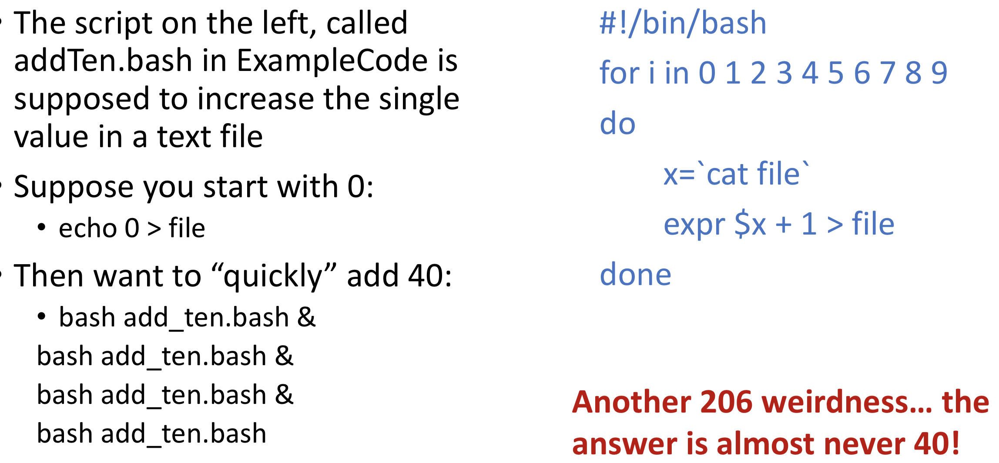 • The script on the left, called
addTen.bash in ExampleCode is
supposed to increase the single
value in a text file
• Suppose you start with 0:
• echo 0 > file
• Then want to “quickly” add 40:
• bash add_ten.bash &
bash add_ten.bash &
bash add_ten.bash &
bash add_ten.bash
#!/bin/bash
for i in 0 1 2 3 4 5 6 7 8 9
do
x=`cat file`
expr $x + 1 > file
done
Another 206 weirdness... the
answer is almost never 40!